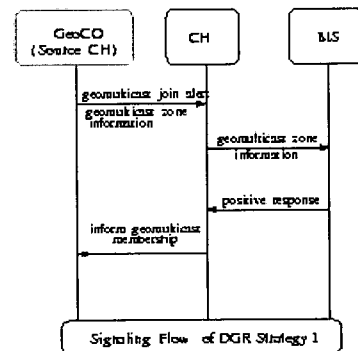 GeoCO
(Source CH)
CH
BLS
geomulticast join alert
geomulticast zone
information
geomulticast zone
information
positive response
inform geomulticast
membership
Signaling Flow of DGR Strategy 1